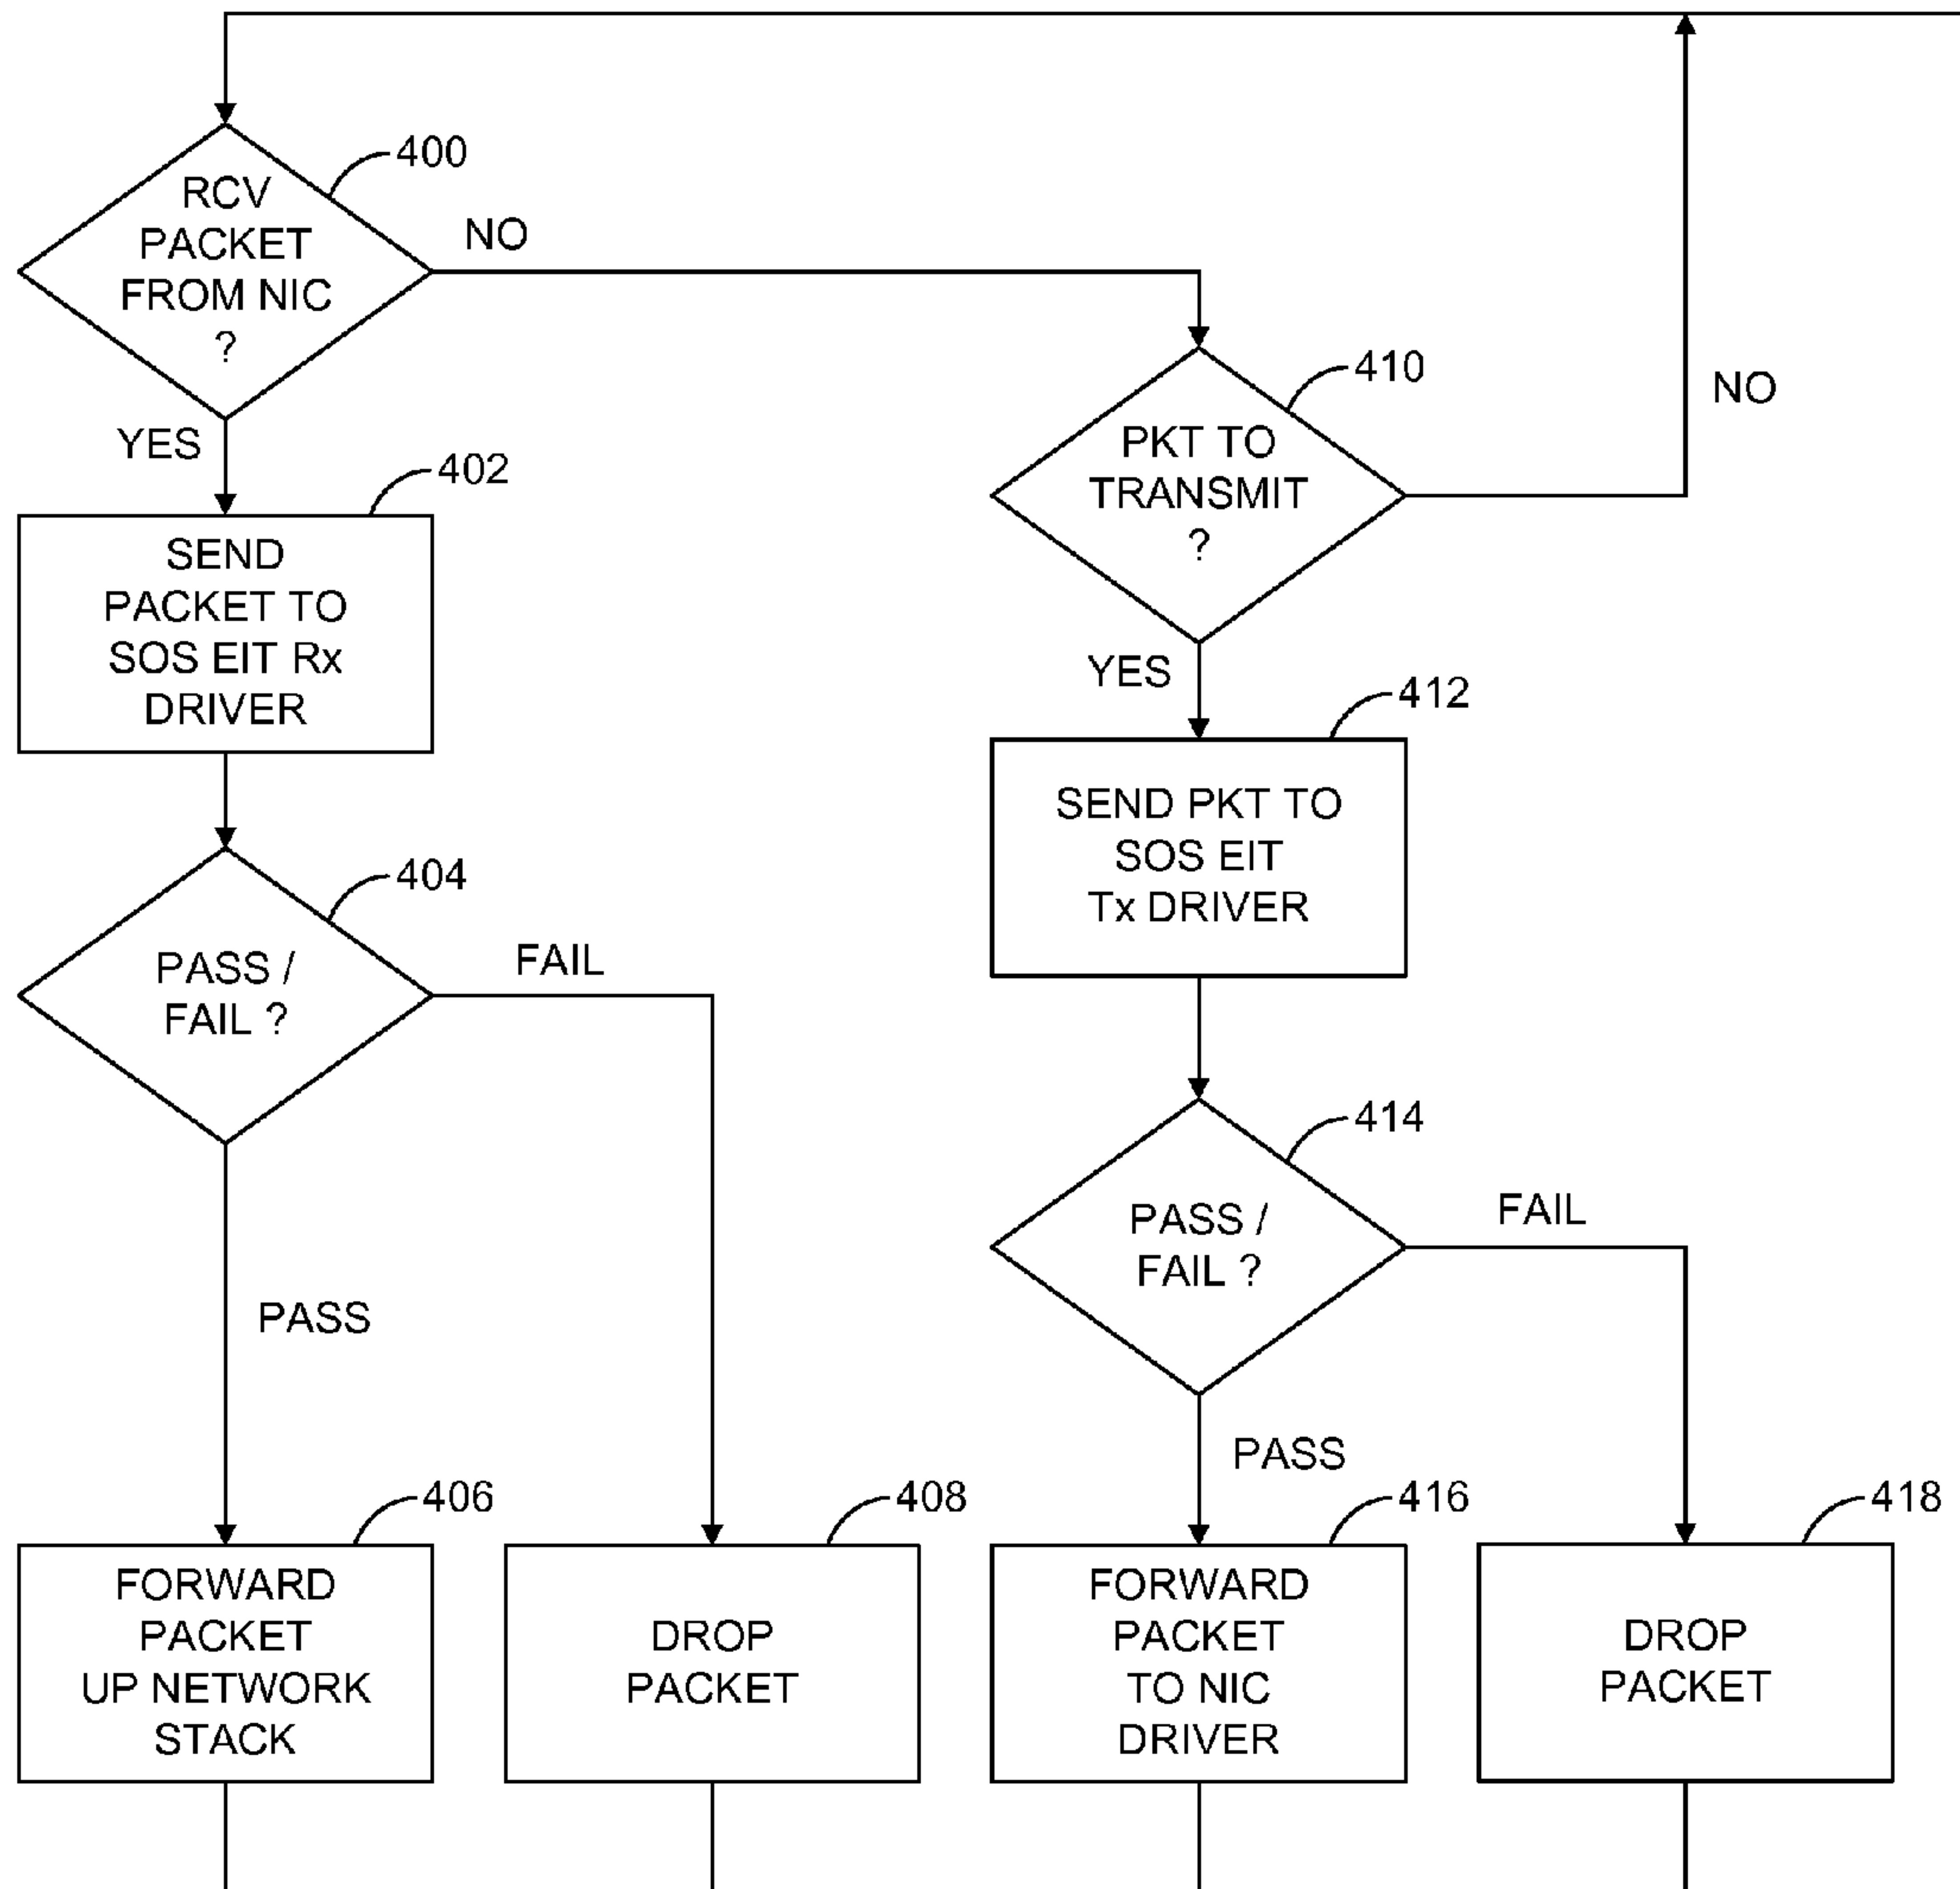 400
RCV
PACKET
FROM NIC
?
NO
YES
402
SEND
PACKET TO
SOS EIT Rx
DRIVER
404
PASS /
FAIL ?
FAIL
PASS
406
FORWARD
PACKET
UP NETWORK
STACK
408
DROP
PACKET
410
PKT TO
TRANSMIT
?
NO
YES
412
SEND PKT TO
SOS EIT
Tx DRIVER
414
PASS /
FAIL ?
FAIL
PASS
416
FORWARD
PACKET
TO NIC
DRIVER
418
DROP
PACKET